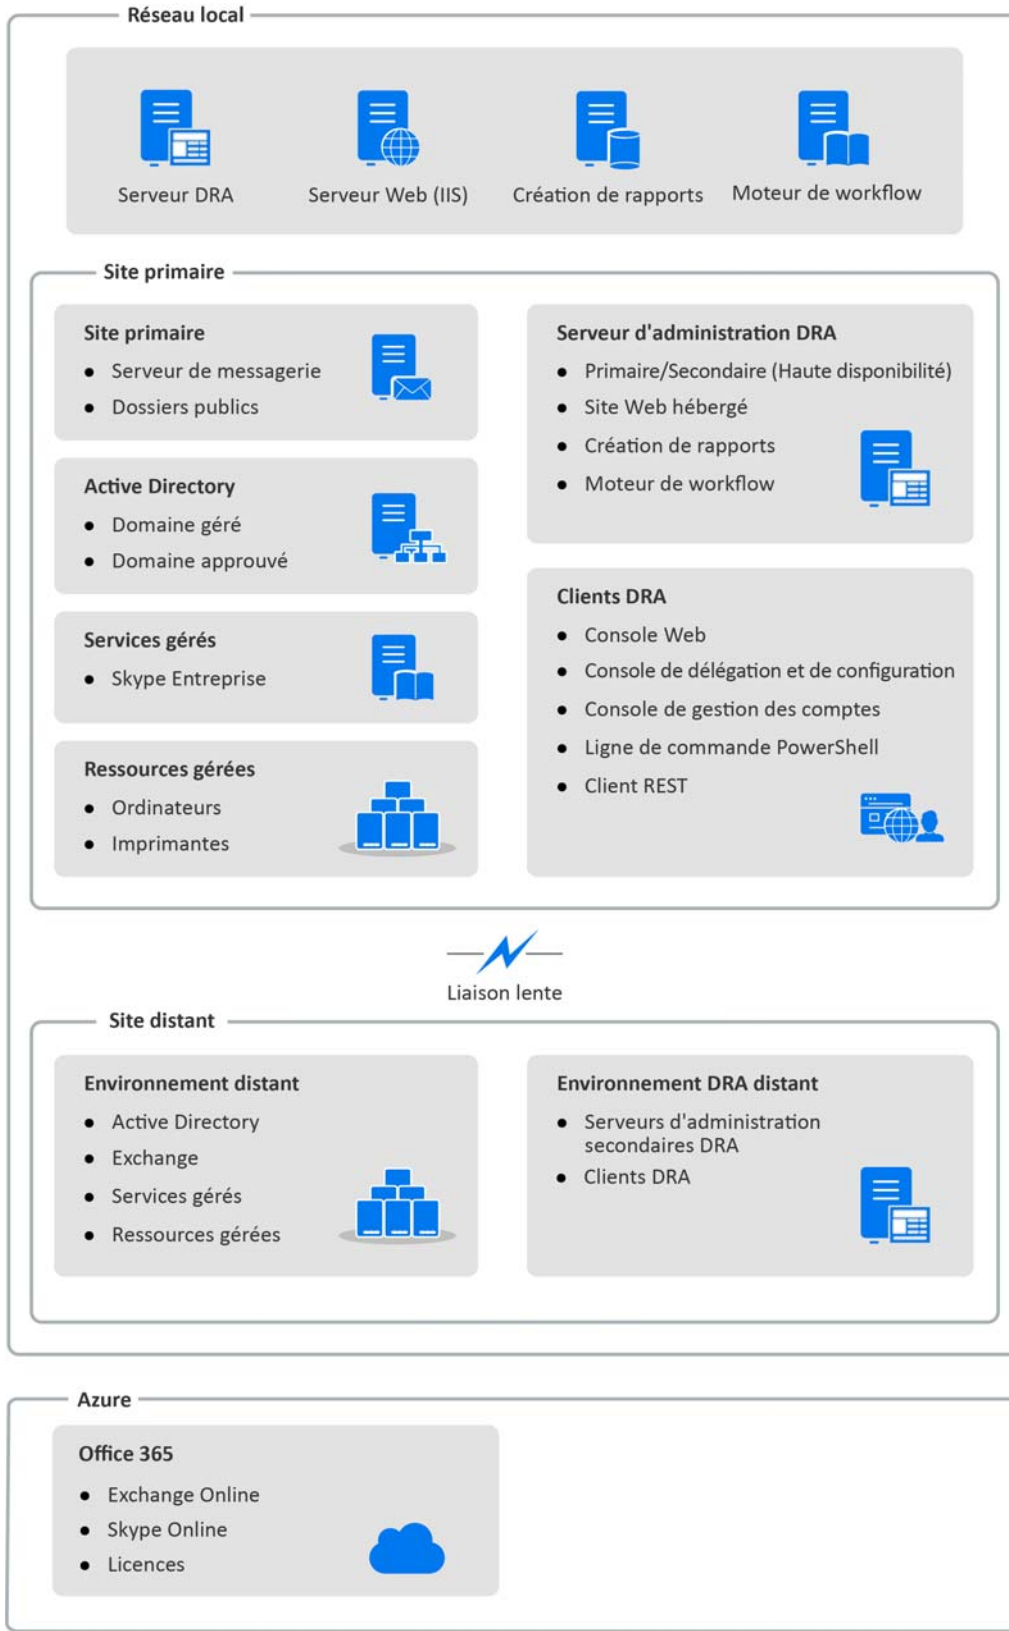 Réseau local
Serveur DRA
Serveur Web (IIS)
Création de rapports
Moteur de workflow
Site primaire
Site primaire
● Serveur de messagerie
● Dossiers publics
Active Directory
● Domaine géré
● Domaine approuvé
Services gérés
● Skype Entreprise
Ressources gérées
● Ordinateurs
● Imprimantes
Serveur d'administration DRA
● Primaire/Secondaire (Haute disponibilité)
● Site Web hébergé
● Création de rapports
● Moteur de workflow
Clients DRA
● Console Web
● Console de délégation et de configuration
● Console de gestion des comptes
● Ligne de commande PowerShell
● Client REST
Liaison lente
Site distant
Environnement distant
● Active Directory
● Exchange
● Services gérés
● Ressources gérées
Environnement DRA distant
● Serveurs d'administration
secondaires DRA
● Clients DRA
Azure
Office 365
● Exchange Online
● Skype Online
● Licences